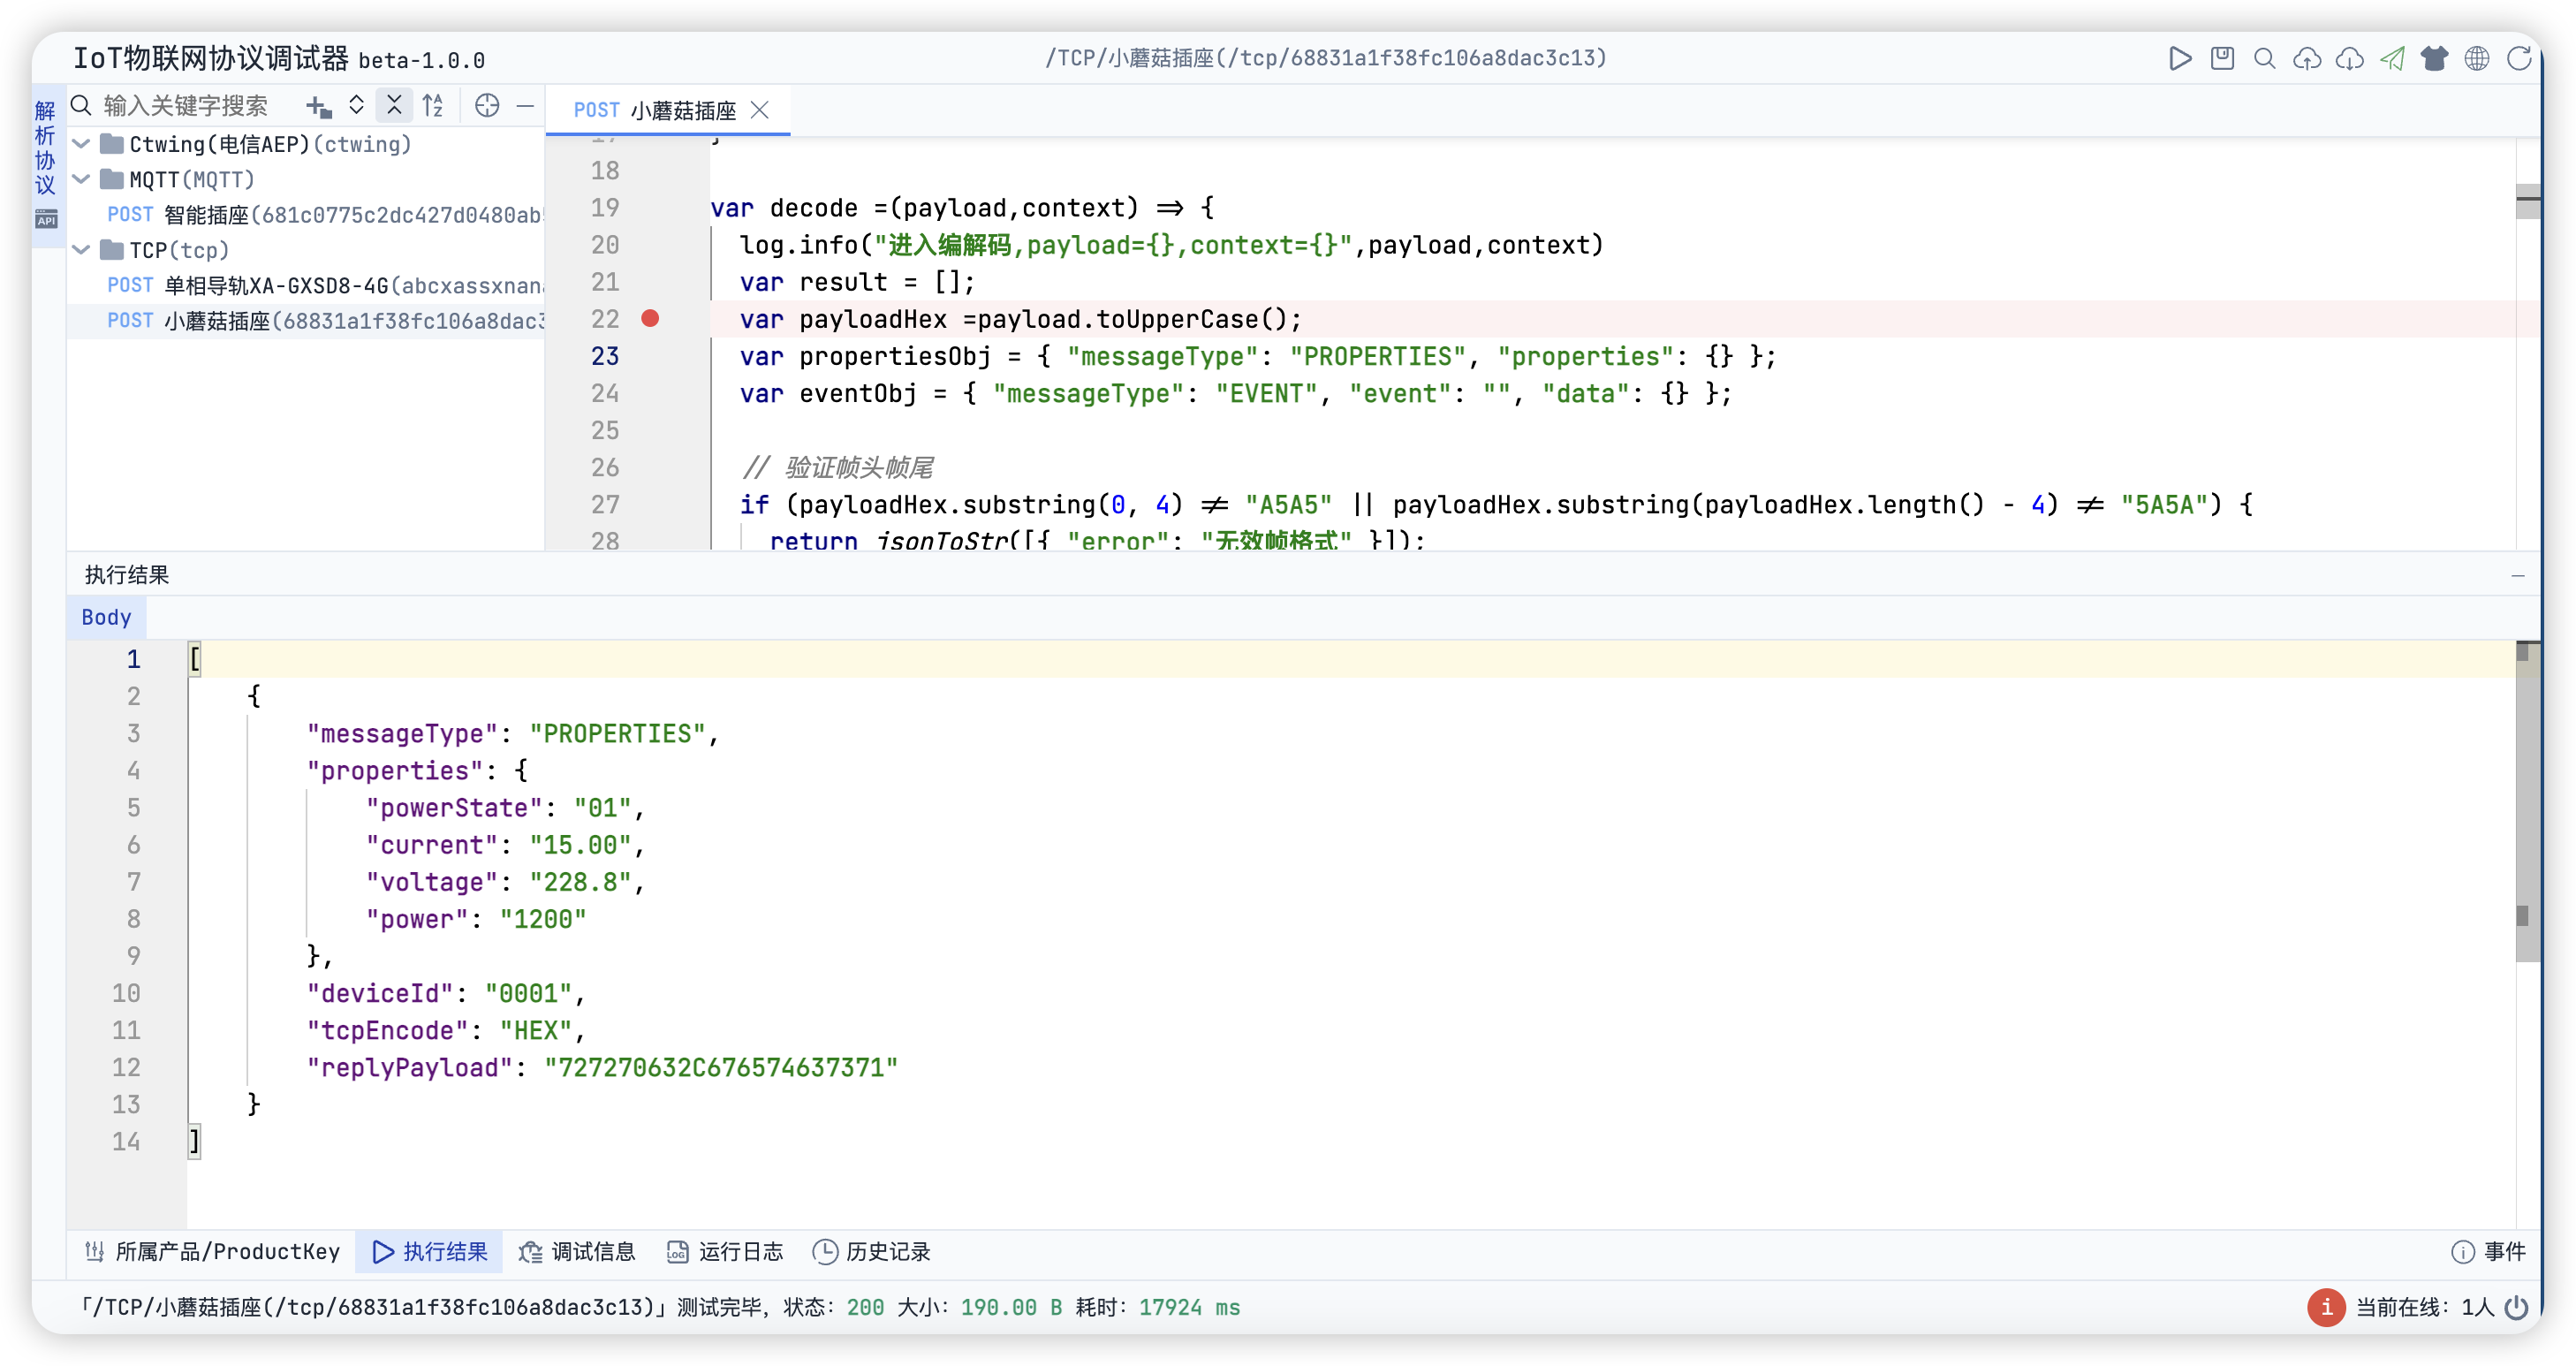 IoT物联网协议调试器 beta-1.0.0
/TCP/小蘑菇插座(/tcp/68831a1f38fc106a8dac3c13)
解析协议
API
输入关键字搜索
Ctwing(电信AEP)(ctwing)
MQTT(MQTT)
POST 智能插座(681c0775c2dc427d0480ab
TCP(tcp)
POST 单相导轨XA-GXSD8-4G(abcxassxnan
POST 小蘑菇插座(68831a1f38fc106a8dac3
POST 小蘑菇插座
17 }
18
19 var decode =(payload,context) => {
20 log.info("进入编解码,payload={},context={}",payload,context)
21 var result = [];
22 var payloadHex =payload.toUpperCase();
23 var propertiesObj = { "messageType": "PROPERTIES", "properties": {} };
24 var eventObj = { "messageType": "EVENT", "event": "", "data": {} };
25
26 // 验证帧头帧尾
27 if (payloadHex.substring(0, 4) != "A5A5" || payloadHex.substring(payloadHex.length() - 4) != "5A5A") {
28 return jsonToStr([{ "error": "无效帧格式" }]);
执行结果
Body
1 [
2 {
3 "messageType": "PROPERTIES",
4 "properties": {
5 "powerState": "01",
6 "current": "15.00",
7 "voltage": "228.8",
8 "power": "1200"
9 },
10 "deviceId": "0001",
11 "tcpEncode": "HEX",
12 "replyPayload": "727270632C676574637371"
13 }
14 ]
所属产品/ProductKey 执行结果 调试信息 LOG 运行日志 历史记录 事件
「/TCP/小蘑菇插座(/tcp/68831a1f38fc106a8dac3c13)」测试完毕, 状态: 200 大小: 190.00 B 耗时: 17924 ms
当前在线: 1人